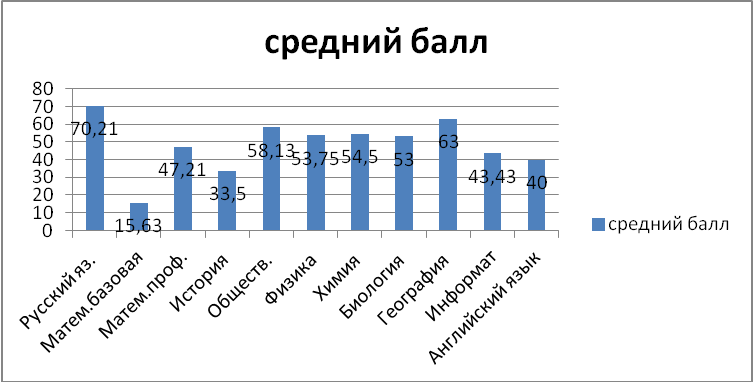 средний балл
80
70
60
50
40
30
20
10
0
70,21
15,63
47,21
33,5
58,13
53,75
54,5
53
63
43,43
40
Русский яз.
Матем.базовая
Матем.проф.
История
Обществ.
Физика
Химия
Биология
География
Информат
Английский язык
средний балл